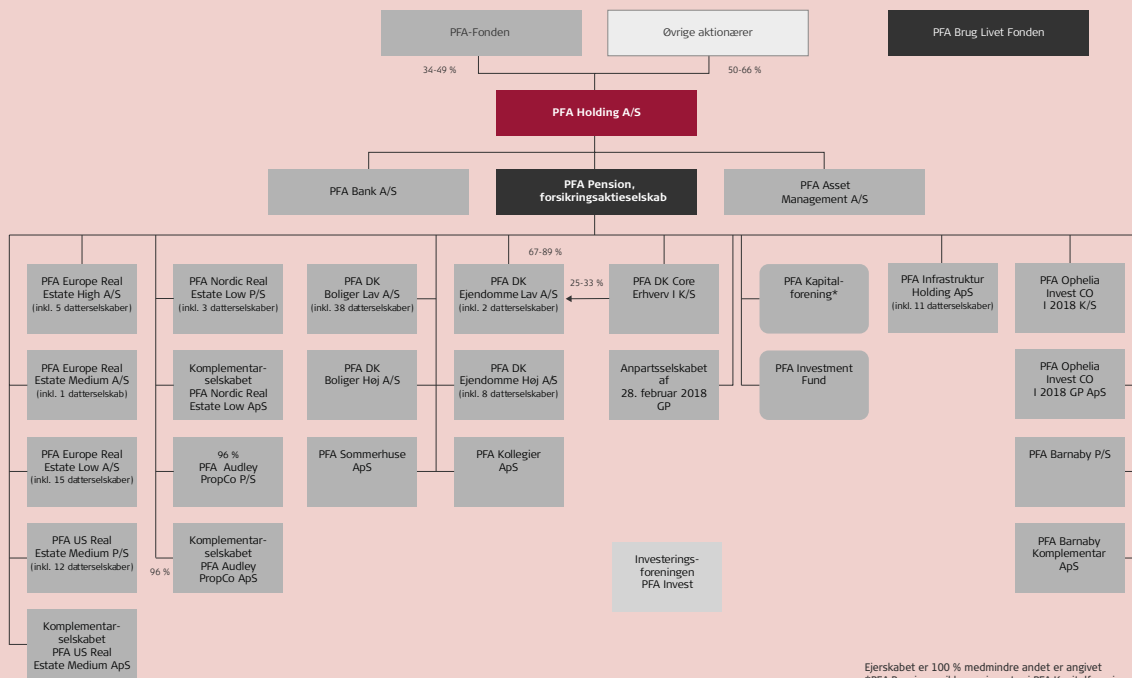 PFA-Fonden
Øvrige aktionærer
PFA Brug Livet Fonden
34-49 %
50-66 %
PFA Holding A/S
PFA Bank A/S
PFA Pension,
forsikringsaktieselskab
PFA Asset
Management A/S
67-89 %
25-33 %
PFA Europe Real
Estate High A/S
(inkl. 5 datterselskaber)
PFA Nordic Real
Estate Low P/S
(inkl. 3 datterselskaber)
PFA DK
Boliger Lav A/S
(inkl. 38 datterselskaber)
PFA DK
Ejendomme Lav A/S
(inkl. 2 datterselskaber)
PFA DK Core
Erhverv I K/S
PFA Kapital-
forening*
PFA Infrastruktur
Holding ApS
(inkl. 11 datterselskaber)
PFA Ophelia
Invest CO
I 2018 K/S
PFA Europe Real
Estate Medium A/S
(inkl. 1 datterselskab)
Komplementar-
selskabet
PFA Nordic Real
Estate Low ApS
PFA DK
Boliger Høj A/S
PFA DK
Ejendomme Høj A/S
(inkl. 8 datterselskaber)
Anpartsselskabet
af
28. februar 2018
GP
PFA Investment
Fund
PFA Ophelia
Invest CO
I 2018 GP ApS
PFA Europe Real
Estate Low A/S
(inkl. 15 datterselskaber)
96 %
PFA Audley
PropCo P/S
PFA Sommerhuse
ApS
PFA Kollegier
ApS
PFA Barnaby P/S
PFA US Real
Estate Medium P/S
(inkl. 12 datterselskaber)
96 %
Komplementar-
selskabet
PFA Audley
PropCo ApS
Investerings-
foreningen
PFA Invest
PFA Barnaby
Komplementar
ApS
Komplementar-
selskabet
PFA US Real
Estate Medium ApS
Ejerskabet er 100 % medmindre andet er angivet